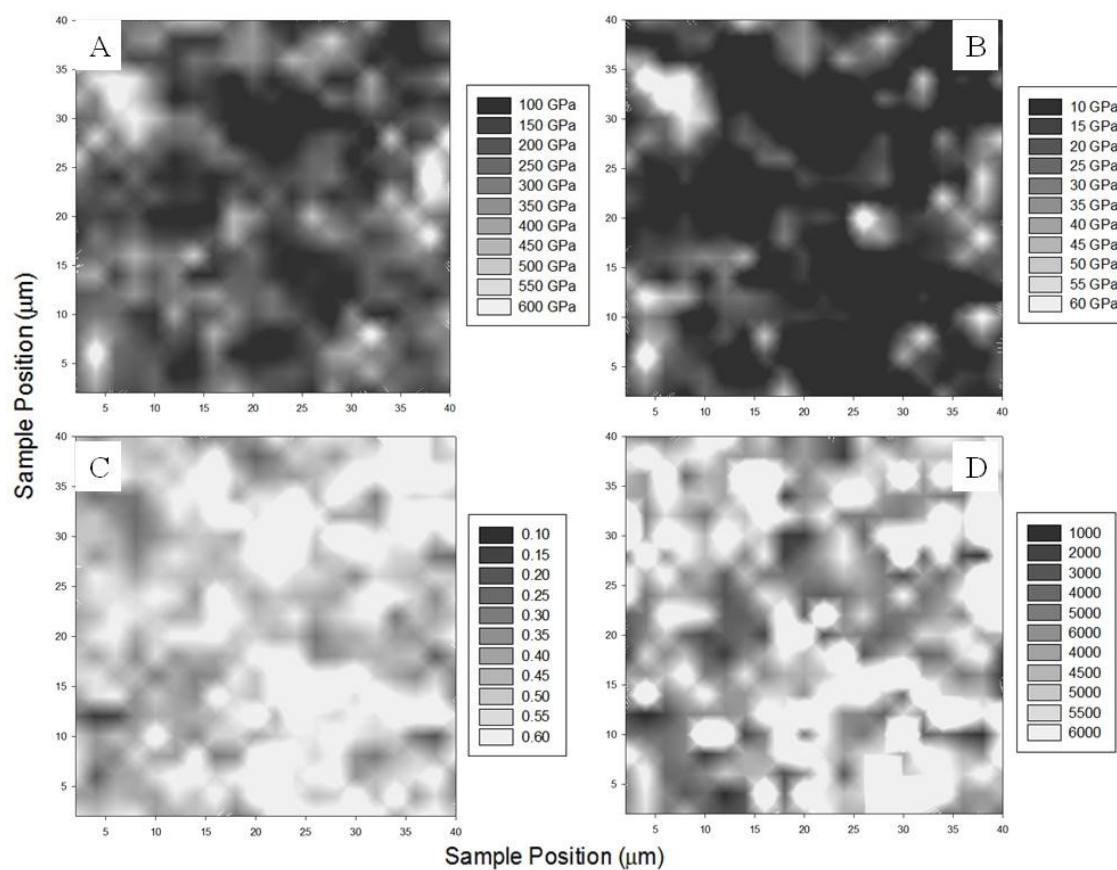 A
40
35
30
25
20
15
10
5
5 10 15 20 25 30 35 40
100 GPa
150 GPa
200 GPa
250 GPa
300 GPa
350 GPa
400 GPa
450 GPa
500 GPa
550 GPa
600 GPa
B
40
35
30
25
20
15
10
5
5 10 15 20 25 30 35 40
10 GPa
15 GPa
20 GPa
25 GPa
30 GPa
35 GPa
40 GPa
45 GPa
50 GPa
55 GPa
60 GPa
Sample Position (μm)
C
40
35
30
25
20
15
10
5
5 10 15 20 25 30 35 40
0.10
0.15
0.20
0.25
0.30
0.35
0.40
0.45
0.50
0.55
0.60
D
40
35
30
25
20
15
10
5
5 10 15 20 25 30 35 40
1000
2000
3000
4000
5000
6000
4000
4500
5000
5500
6000
Sample Position (μm)